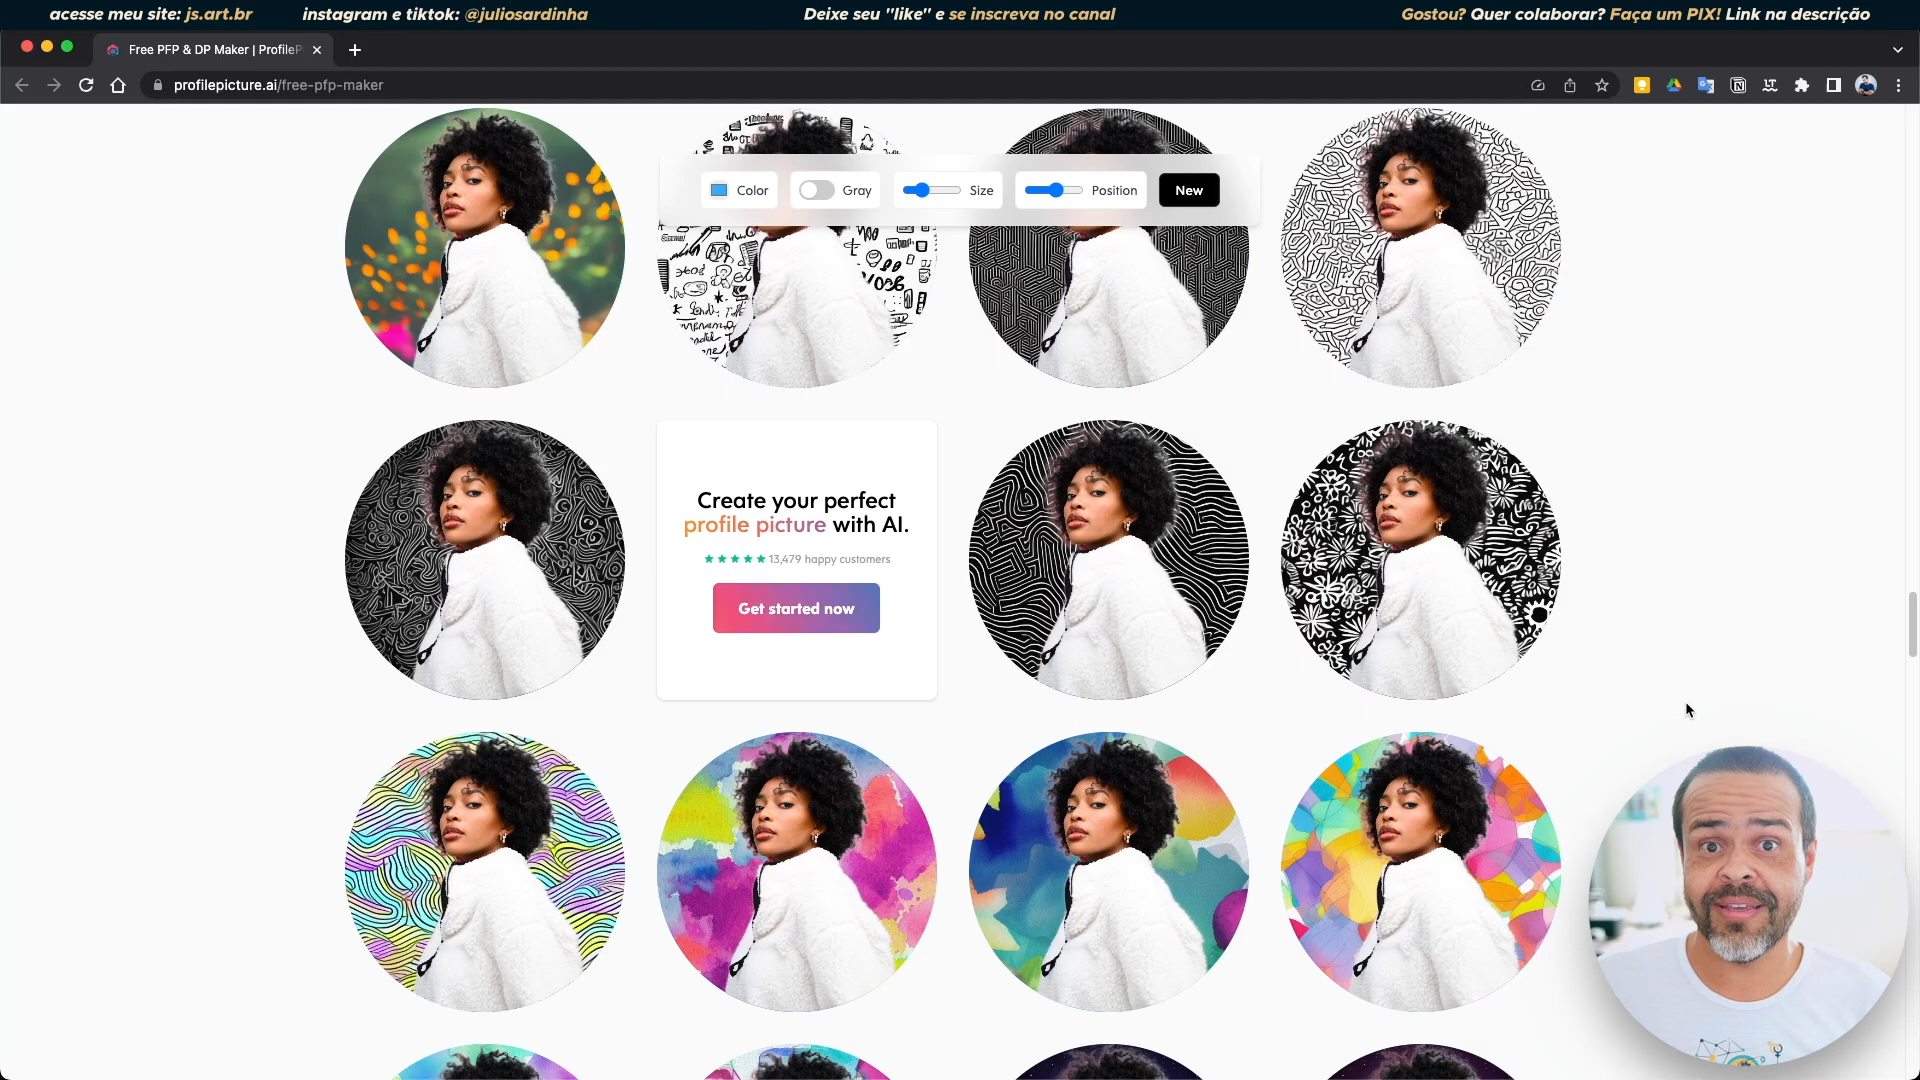 acesse meu site: js.art.br
instagram e tiktok: @juliosardinha
Deixe seu "like" e se inscreva no canal
Gostou? Quer colaborar? Faça um PIX! Link na descrição
Free PFP & DP Maker | ProfileP
profilepicture.ai/free-pfp-maker
Color
Gray
Size
Position
New
Create your perfect
profile picture with AI.
13,479 happy customers
Get started now